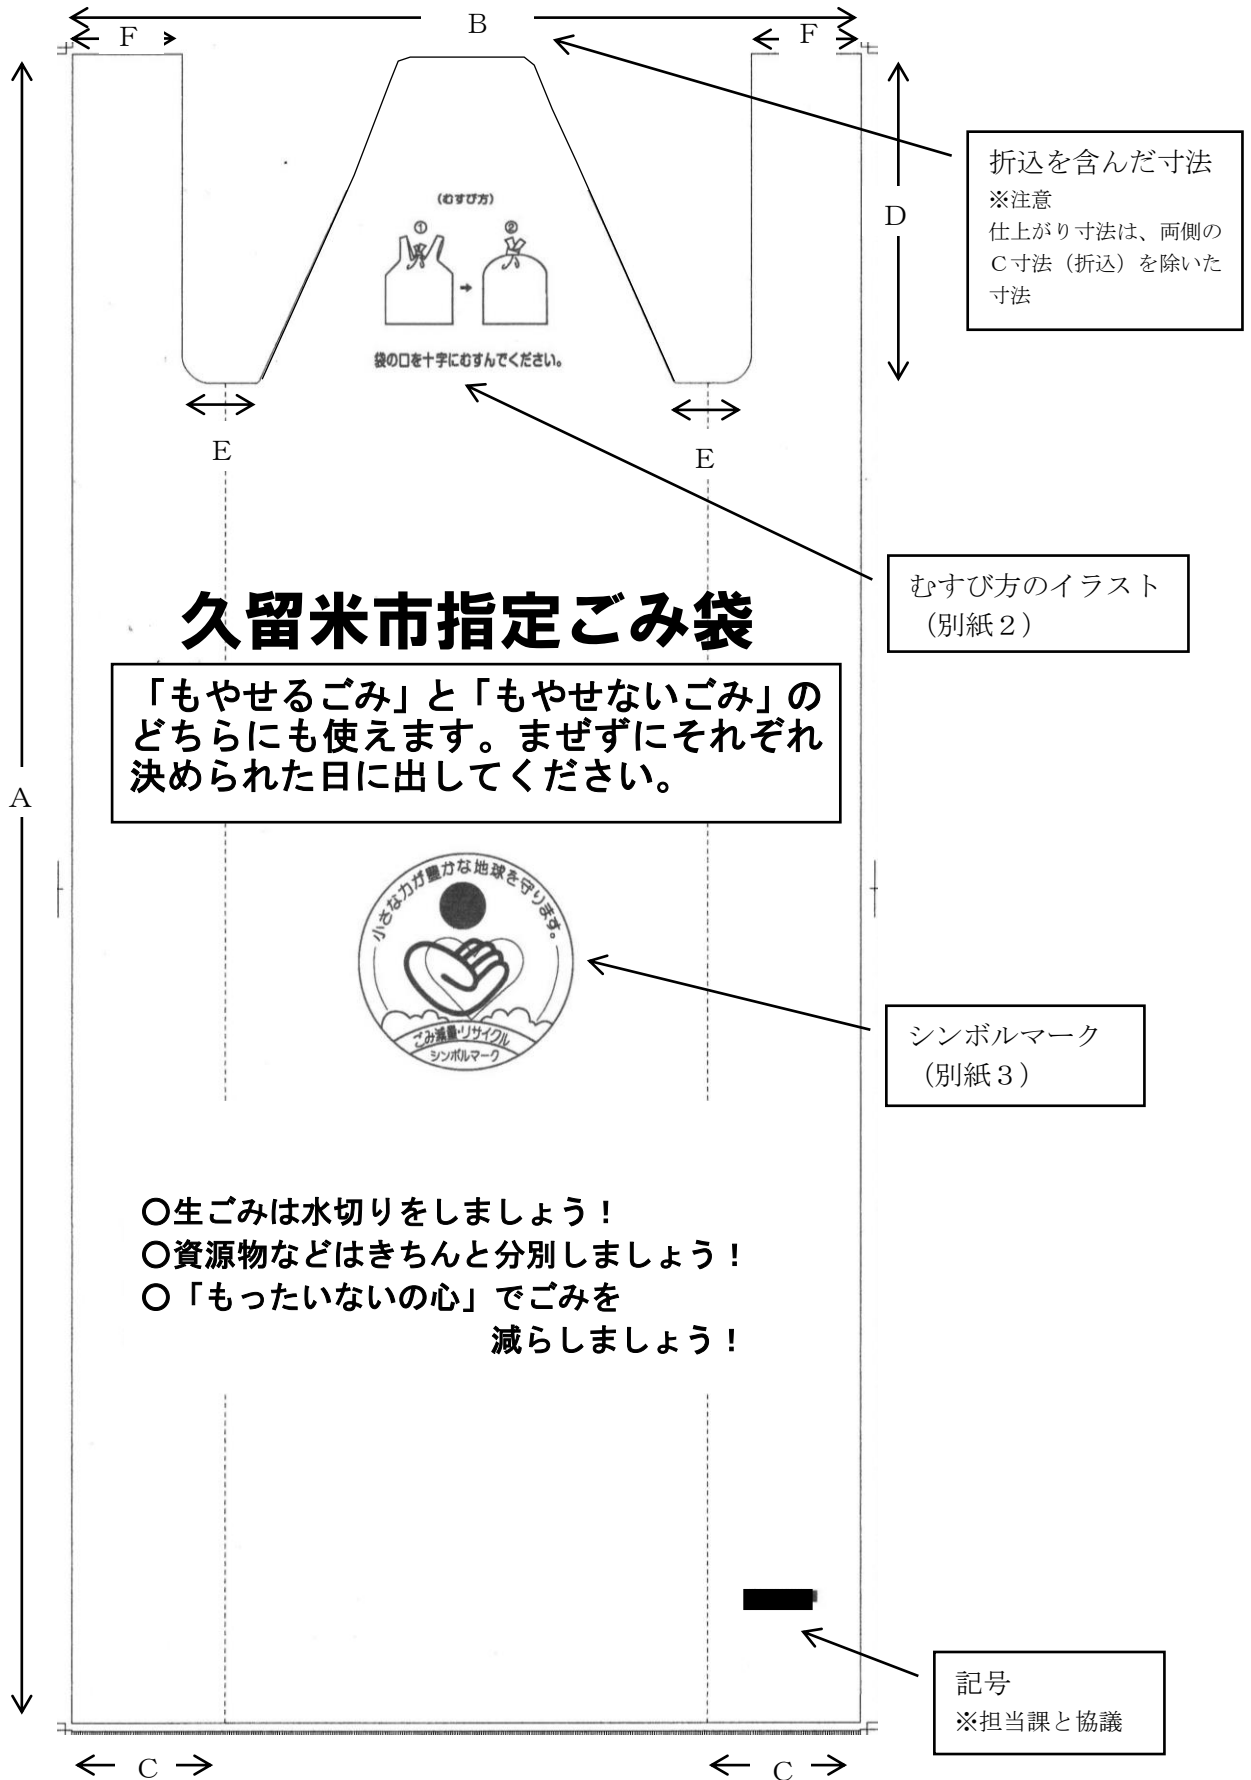 B
F
F
折込を含んだ寸法
※注意
仕上がり寸法は、両側の
C寸法（折込）を除いた
寸法
D
(むすび方)
①
②
袋の口を十字にむすんでください。
E
E
むすび方のイラスト
（別紙２）
久留米市指定ごみ袋
「もやせるごみ」と「もやせないごみ」の
どちらにも使えます。まぜずにそれぞれ
決められた日に出してください。
A
小さな力が豊かな地球を守ります。
ごみ減量・リサイクル
シンボルマーク
シンボルマーク
（別紙３）
〇生ごみは水切りをしましょう！
〇資源物などはきちんと分別しましょう！
〇「もったいないの心」でごみを
減らしましょう！
記号
※担当課と協議
C
C